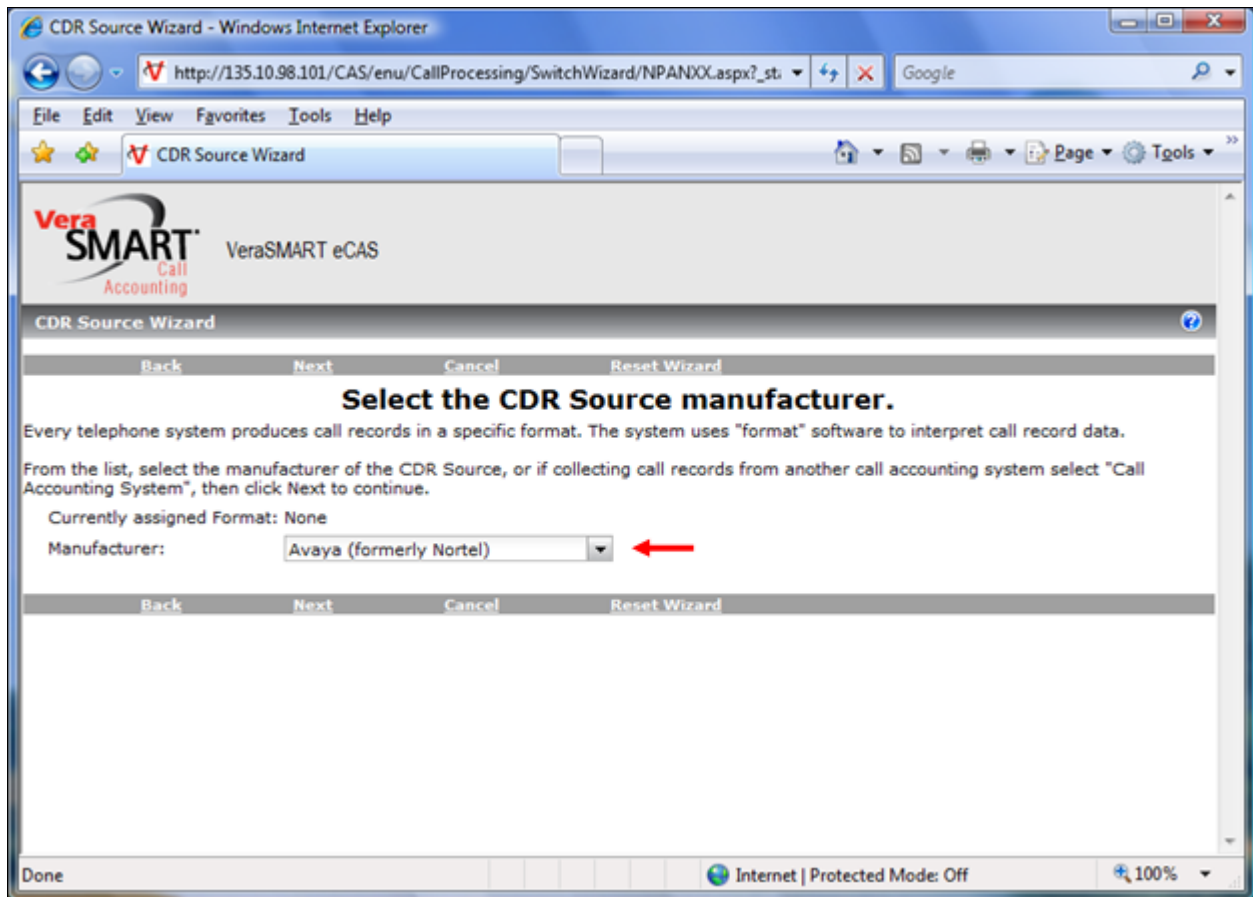 CDR Source Wizard - Windows Internet Explorer
http://135.10.98.101/CAS/enu/CallProcessing/SwitchWizard/NPANXX.aspx?_sta
Google
File Edit View Favorites Tools Help
CDR Source Wizard
Page
Tools
Vera
SMART
Call
Accounting
VeraSMART eCAS
CDR Source Wizard
Back Next Cancel Reset Wizard
Select the CDR Source manufacturer.
Every telephone system produces call records in a specific format. The system uses "format" software to interpret call record data.
From the list, select the manufacturer of the CDR Source, or if collecting call records from another call accounting system select "Call
Accounting System", then click Next to continue.
Currently assigned Format: None
Manufacturer: Avaya (formerly Nortel)
Back Next Cancel Reset Wizard
Done
Internet | Protected Mode: Off
100%